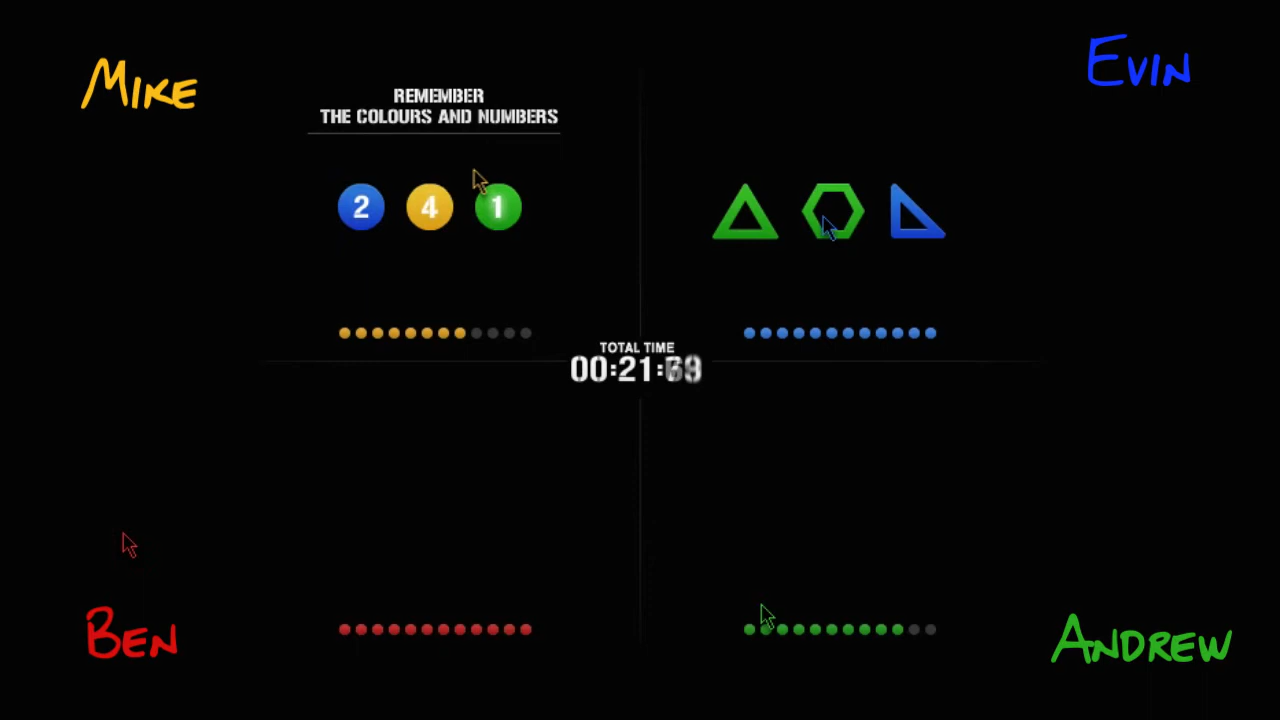 MIKE
EVIN
REMEMBER
THE COLOURS AND NUMBERS
2 4 1
TOTAL TIME
00:21:
BEN
ANDREW